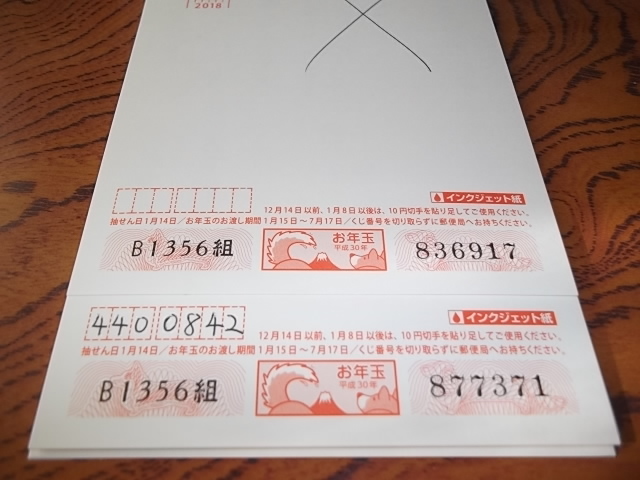 2018
インクジェット紙
12月14日以前、1月8日以後は、10円切手を貼り足してご使用ください。
抽せん日1月14日／お年玉のお渡し期間 1月15日〜7月17日／くじ番号を切り取らずに郵便局へお持ちください。
B1356組
お年玉
平成30年
836917
4400842
インクジェット紙
12月14日以前、1月8日以後は、10円切手を貼り足してご使用ください。
抽せん日1月14日／お年玉のお渡し期間 1月15日〜7月17日／くじ番号を切り取らずに郵便局へお持ちください。
B1356組
お年玉
平成30年
877371